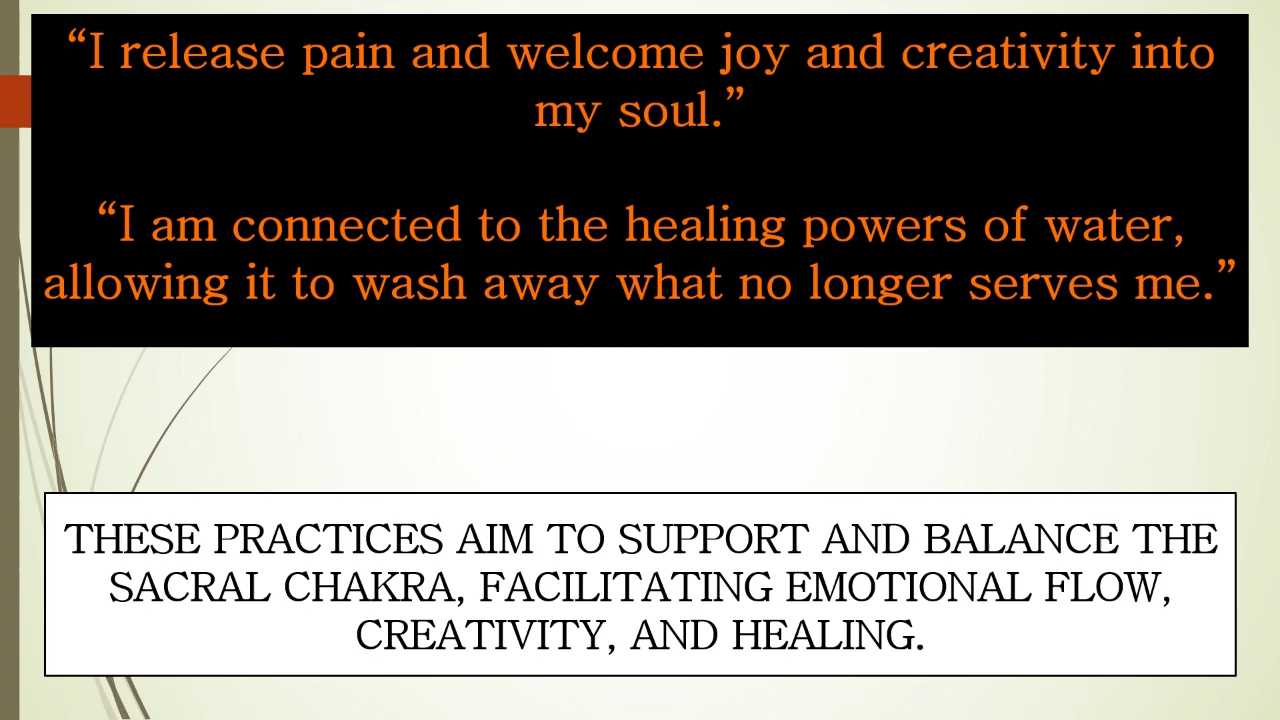 “I release pain and welcome joy and creativity into
my soul.”
“I am connected to the healing powers of water,
allowing it to wash away what no longer serves me.”
THESE PRACTICES AIM TO SUPPORT AND BALANCE THE
SACRAL CHAKRA, FACILITATING EMOTIONAL FLOW,
CREATIVITY, AND HEALING.